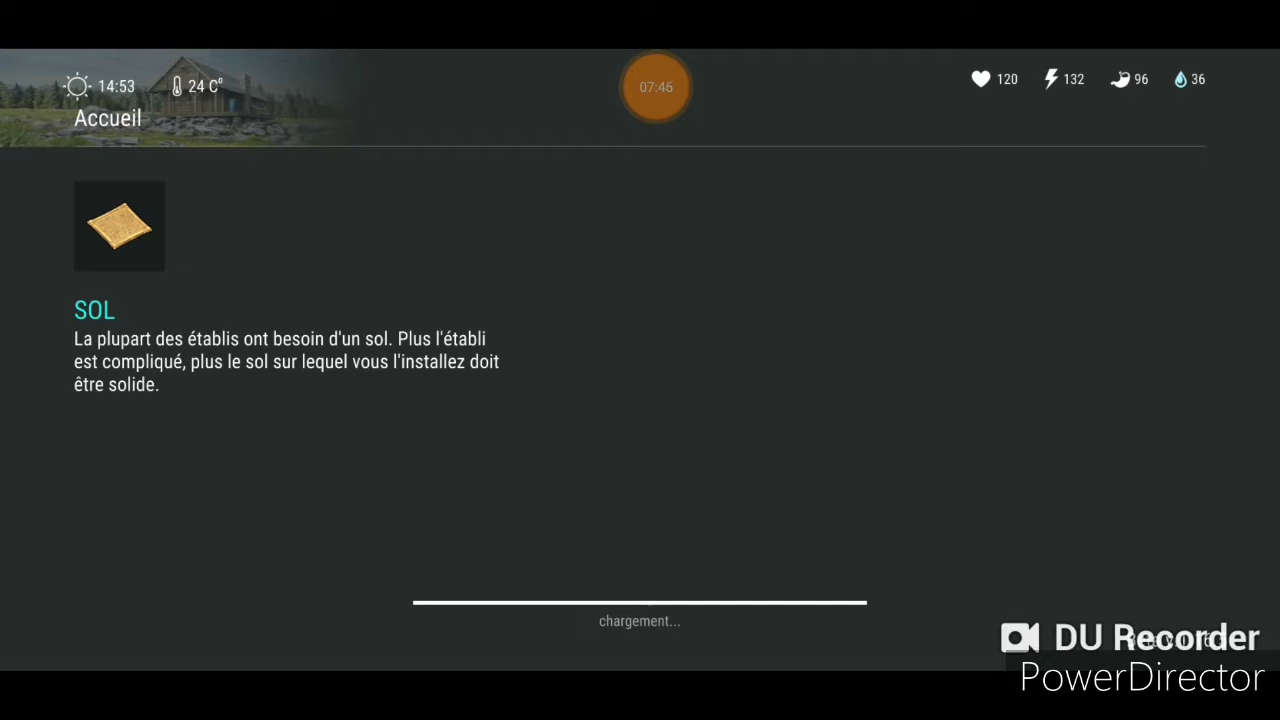 14:53
24 C°
07:46
120
132
96
36
Accueil
SOL
La plupart des établis ont besoin d'un sol. Plus l'établi
est compliqué, plus le sol sur lequel vous l'installez doit
être solide.
chargement...
DU Recorder
PowerDirector